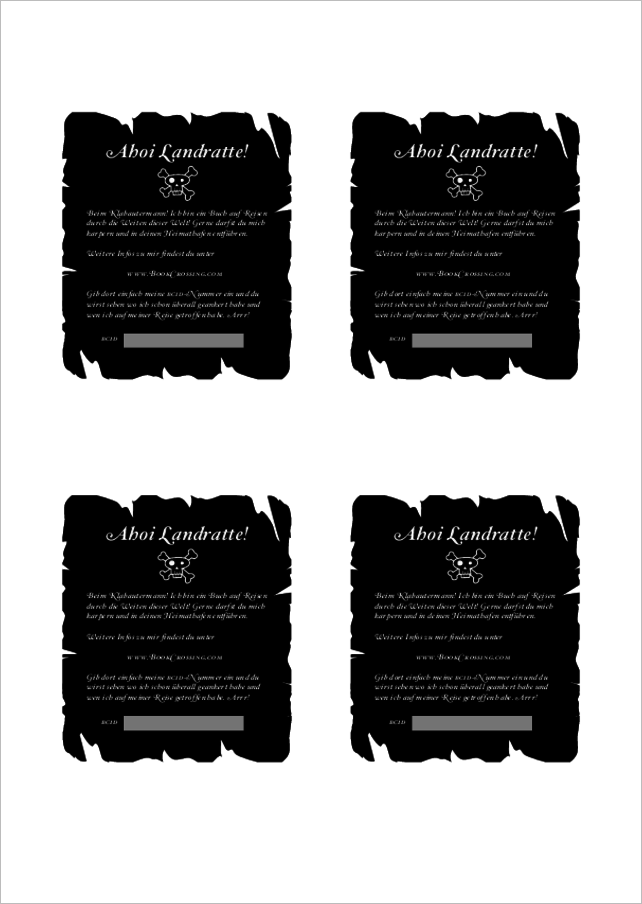 Ahoi Landratte!
Beim Klabautermann! Ich bin ein Buch auf Reisen
durch die Weiten dieser Welt! Gerne darfst du mich
kapern und in deinen Heimathafen entführen.
Weitere Infos zu mir findest du unter
www.BookCrossing.com
Gib dort einfach meine BCID-Nummer ein und du
wirst sehen wo ich schon überall geankert habe und
wen ich auf meiner Reise getroffen habe. Arrr!
BCID
Ahoi Landratte!
Beim Klabautermann! Ich bin ein Buch auf Reisen
durch die Weiten dieser Welt! Gerne darfst du mich
kapern und in deinen Heimathafen entführen.
Weitere Infos zu mir findest du unter
www.BookCrossing.com
Gib dort einfach meine BCID-Nummer ein und du
wirst sehen wo ich schon überall geankert habe und
wen ich auf meiner Reise getroffen habe. Arrr!
BCID
Ahoi Landratte!
Beim Klabautermann! Ich bin ein Buch auf Reisen
durch die Weiten dieser Welt! Gerne darfst du mich
kapern und in deinen Heimathafen entführen.
Weitere Infos zu mir findest du unter
www.BookCrossing.com
Gib dort einfach meine BCID-Nummer ein und du
wirst sehen wo ich schon überall geankert habe und
wen ich auf meiner Reise getroffen habe. Arrr!
BCID
Ahoi Landratte!
Beim Klabautermann! Ich bin ein Buch auf Reisen
durch die Weiten dieser Welt! Gerne darfst du mich
kapern und in deinen Heimathafen entführen.
Weitere Infos zu mir findest du unter
www.BookCrossing.com
Gib dort einfach meine BCID-Nummer ein und du
wirst sehen wo ich schon überall geankert habe und
wen ich auf meiner Reise getroffen habe. Arrr!
BCID